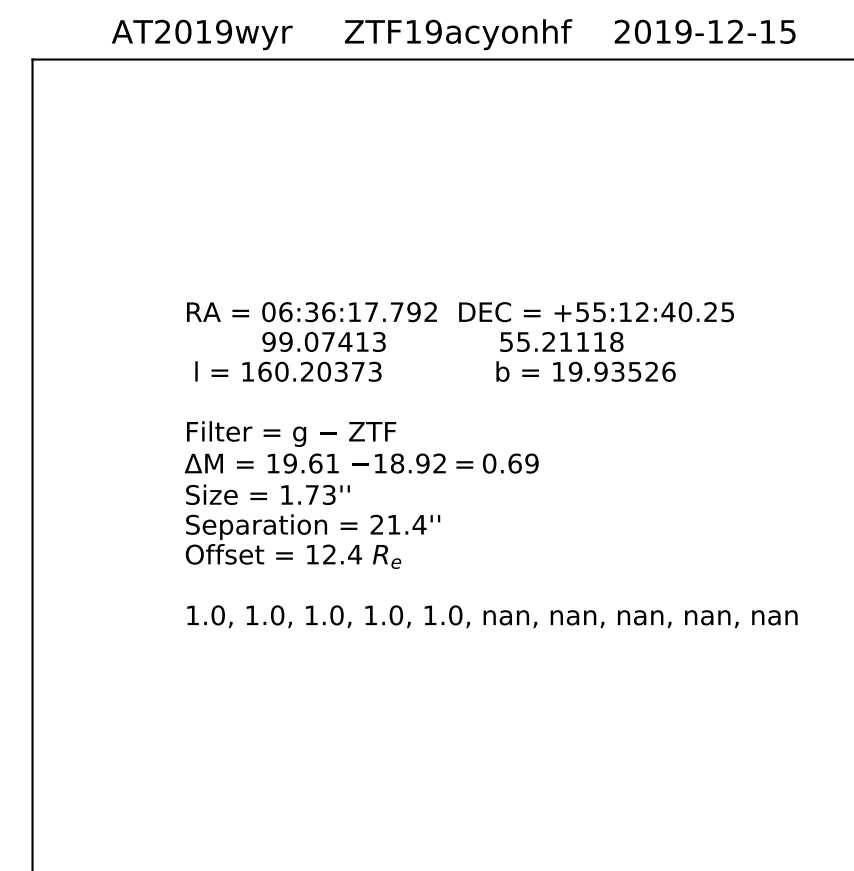 AT2019wyr ZTF19acyonhf 2019-12-15
RA = 06:36:17.792 DEC = +55:12:40.25
99.07413 55.21118
l = 160.20373 b = 19.93526
Filter = g − ZTF
ΔM = 19.61 −18.92 = 0.69
Size = 1.73''
Separation = 21.4''
Offset = 12.4 Re
1.0, 1.0, 1.0, 1.0, 1.0, nan, nan, nan, nan, nan